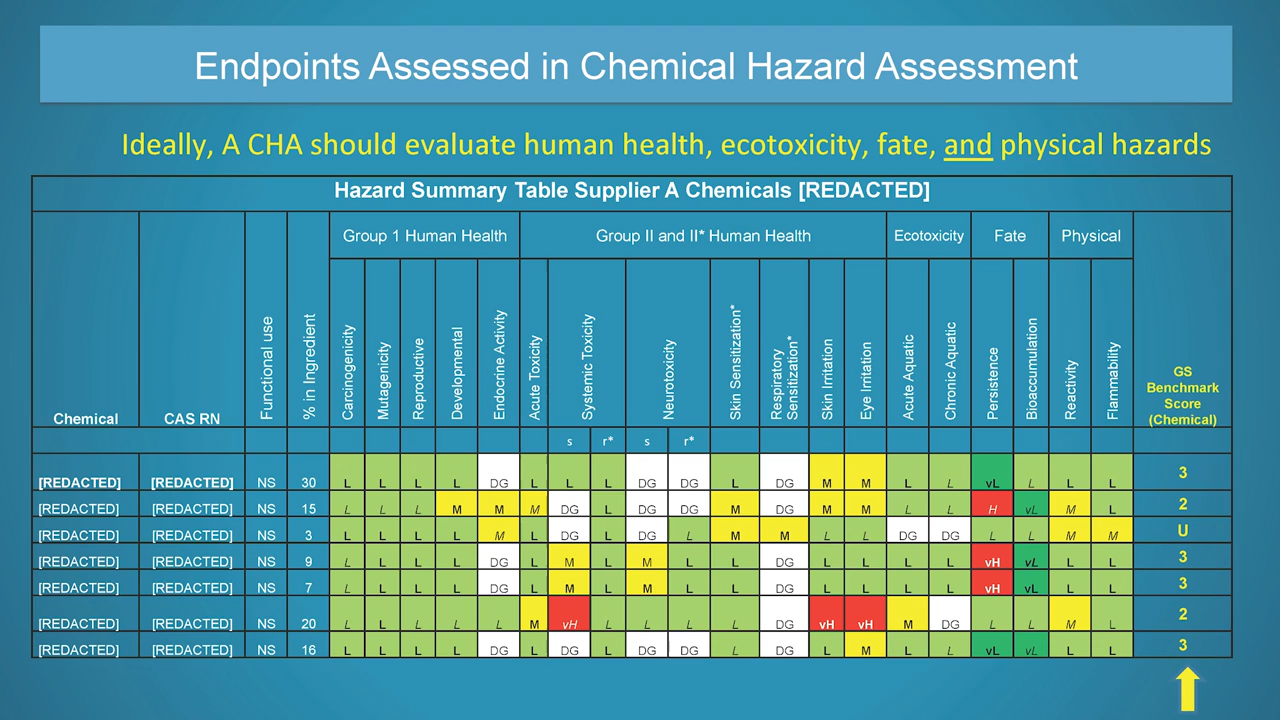 Endpoints Assessed in Chemical Hazard Assessment
Ideally, A CHA should evaluate human health, ecotoxicity, fate, and physical hazards
Hazard Summary Table Supplier A Chemicals [REDACTED]
Group 1 Human Health Group II and II* Human Health Ecotoxicity Fate Physical
Chemical CAS RN Functional use % in Ingredient Carcinogenicity Mutagenicity Reproductive Developmental Endocrine Activity Acute Toxicity Systemic Toxicity Neurotoxicity Skin Sensitization* Respiratory Sensitization* Skin Irritation Eye Irritation Acute Aquatic Chronic Aquatic Persistence Bioaccumulation Reactivity Flammability
GS
Benchmark
Score
(Chemical)
s r* s r*
[REDACTED] [REDACTED] NS 30 L L L L DG L L L DG DG L DG M M L L vL L L L 3
[REDACTED] [REDACTED] NS 15 L L L M M M DG L DG DG M DG M M L L H vL M L 2
[REDACTED] [REDACTED] NS 3 L L L L M L DG L DG L M M L L DG DG L L M M U
[REDACTED] [REDACTED] NS 9 L L L L DG L M L M L L DG L L L L vH vL L L 3
[REDACTED] [REDACTED] NS 7 L L L L DG L M L M L L DG L L L L vH vL L L 3
[REDACTED] [REDACTED] NS 20 L L L L L M vH L L L L DG vH vH M DG L L M L 2
[REDACTED] [REDACTED] NS 16 L L L L DG L DG L DG DG L DG L M L L vL vL L L 3